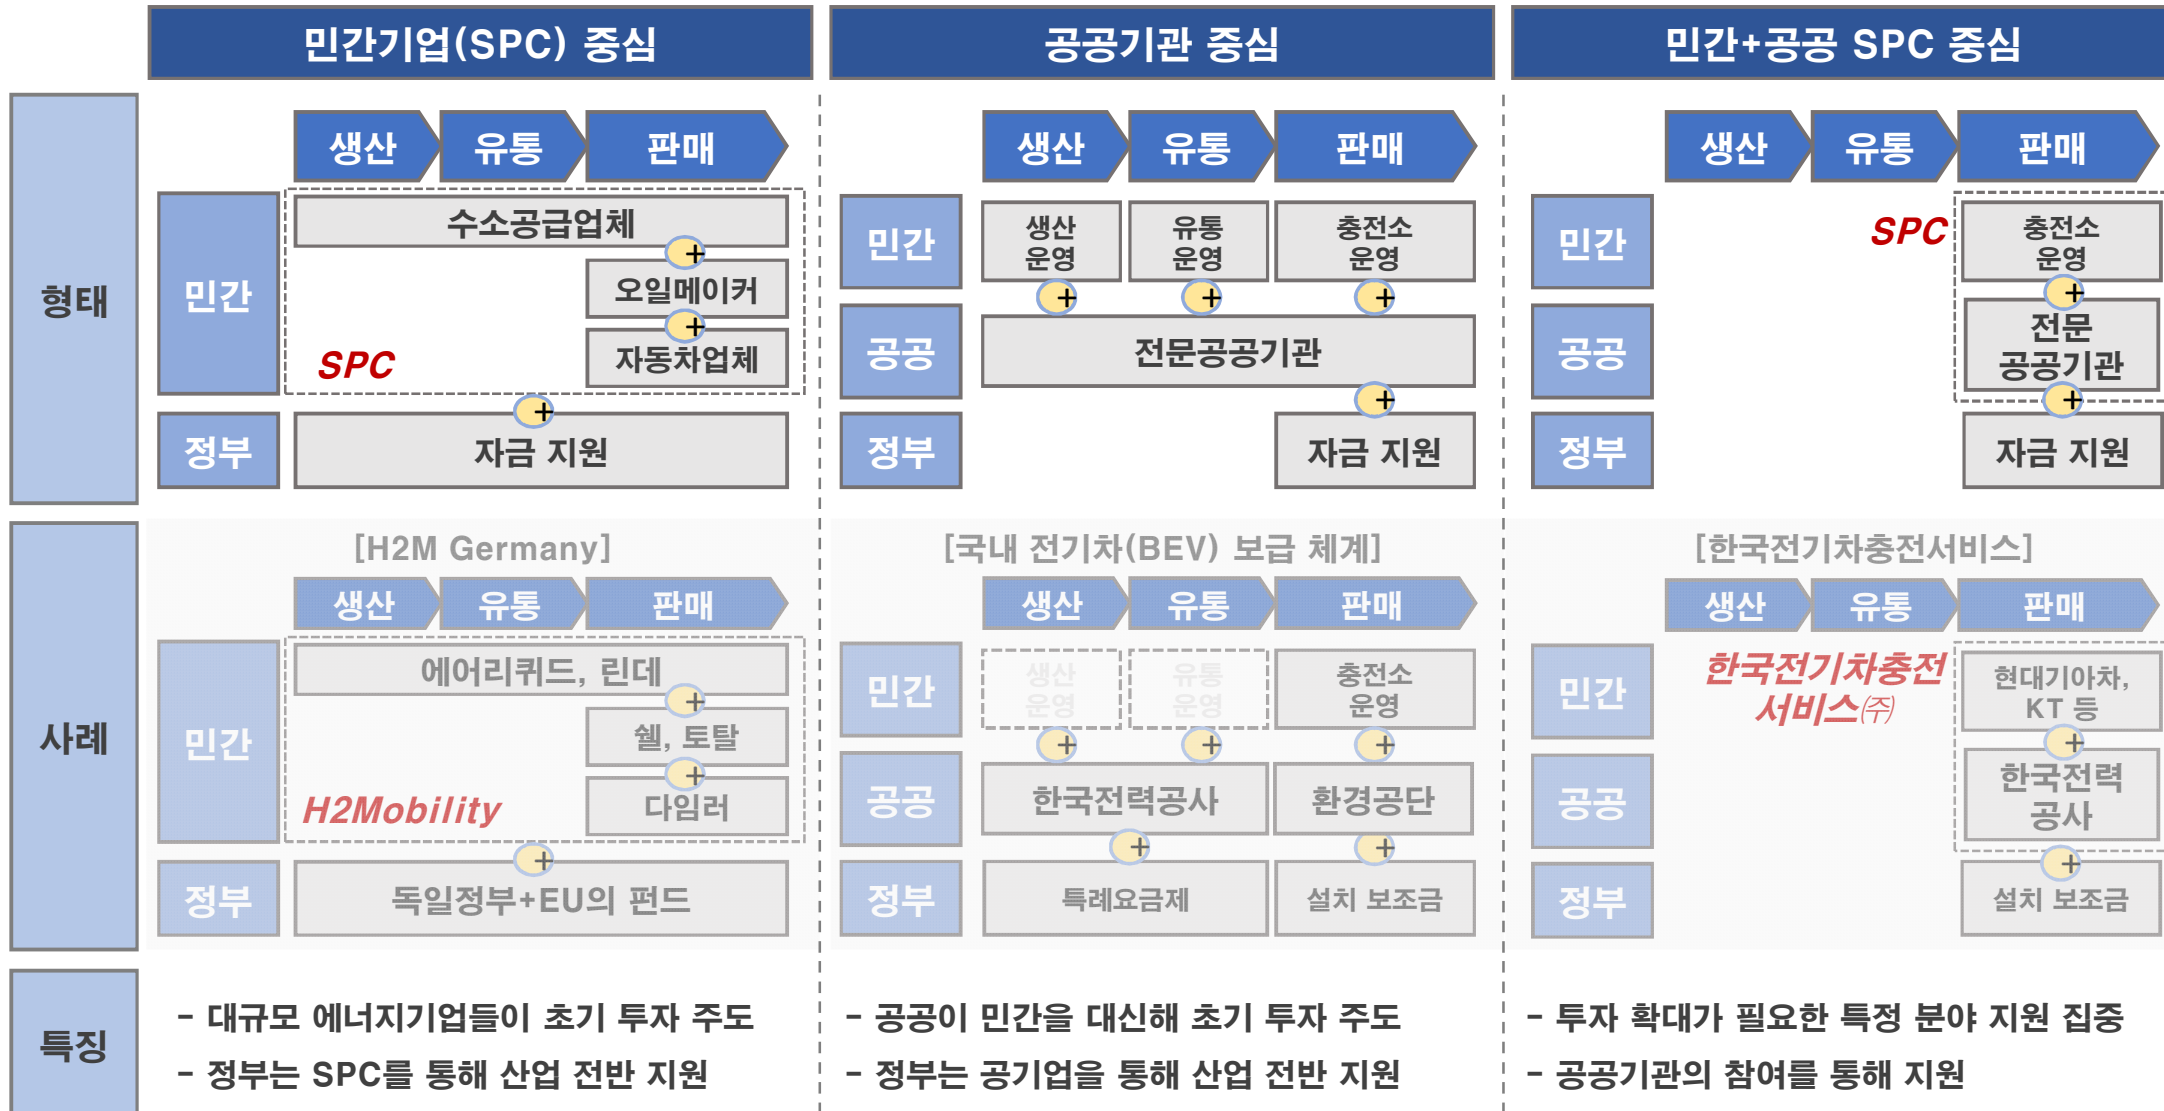 민간기업(SPC) 중심
공공기관 중심
민간+공공 SPC 중심
형태
생산
유통
판매
민간
수소공급업체
+
오일메이커
+
자동차업체
SPC
+
정부
자금 지원
생산
유통
판매
민간
생산
운영
유통
운영
충전소
운영
+
+
+
공공
전문공공기관
+
정부
자금 지원
생산
유통
판매
민간
SPC
충전소
운영
+
공공
전문
공공기관
+
정부
자금 지원
사례
[H2M Germany]
생산
유통
판매
민간
에어리퀴드, 린데
+
쉘, 토탈
+
다임러
H2Mobility
+
정부
독일정부+EU의 펀드
[국내 전기차(BEV) 보급 체계]
생산
유통
판매
민간
생산
운영
유통
운영
충전소
운영
+
+
+
공공
한국전력공사
환경공단
+
+
정부
특례요금제
설치 보조금
[한국전기차충전서비스]
생산
유통
판매
민간
한국전기차충전
서비스㈜
현대기아차,
KT 등
+
공공
한국전력
공사
+
정부
설치 보조금
특징
- 대규모 에너지기업들이 초기 투자 주도
- 정부는 SPC를 통해 산업 전반 지원
- 공공이 민간을 대신해 초기 투자 주도
- 정부는 공기업을 통해 산업 전반 지원
- 투자 확대가 필요한 특정 분야 지원 집중
- 공공기관의 참여를 통해 지원